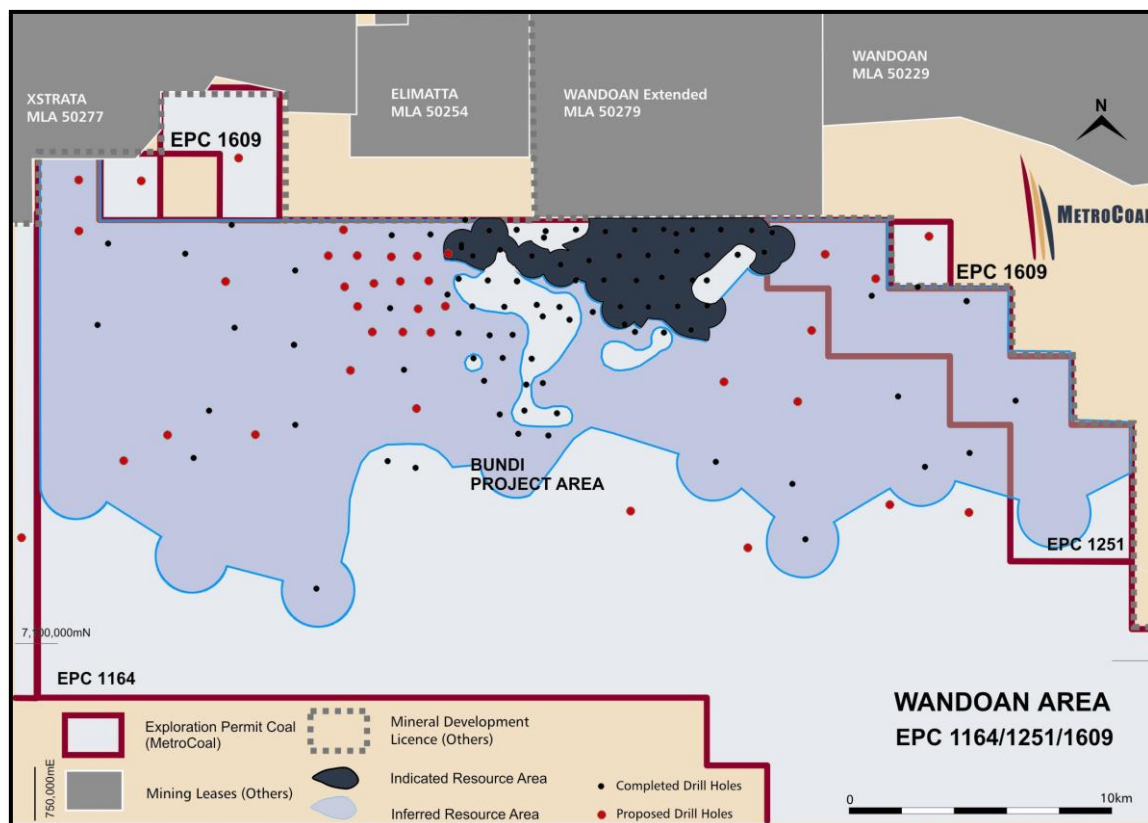 XSTRATA
MLA 50277
EPC 1609
ELIMATTA
MLA 50254
WANDOAN Extended
MLA 50279
WANDOAN
MLA 50229
N
METROCOAL
EPC 1609
BUNDI
PROJECT AREA
EPC 1251
7,100,000mN
EPC 1164
WANDOAN AREA
EPC 1164/1251/1609
Exploration Permit Coal
(MetroCoal)
Mineral Development
Licence (Others)
Mining Leases (Others)
Indicated Resource Area
Inferred Resource Area
Completed Drill Holes
Proposed Drill Holes
750,000mE
0
10km